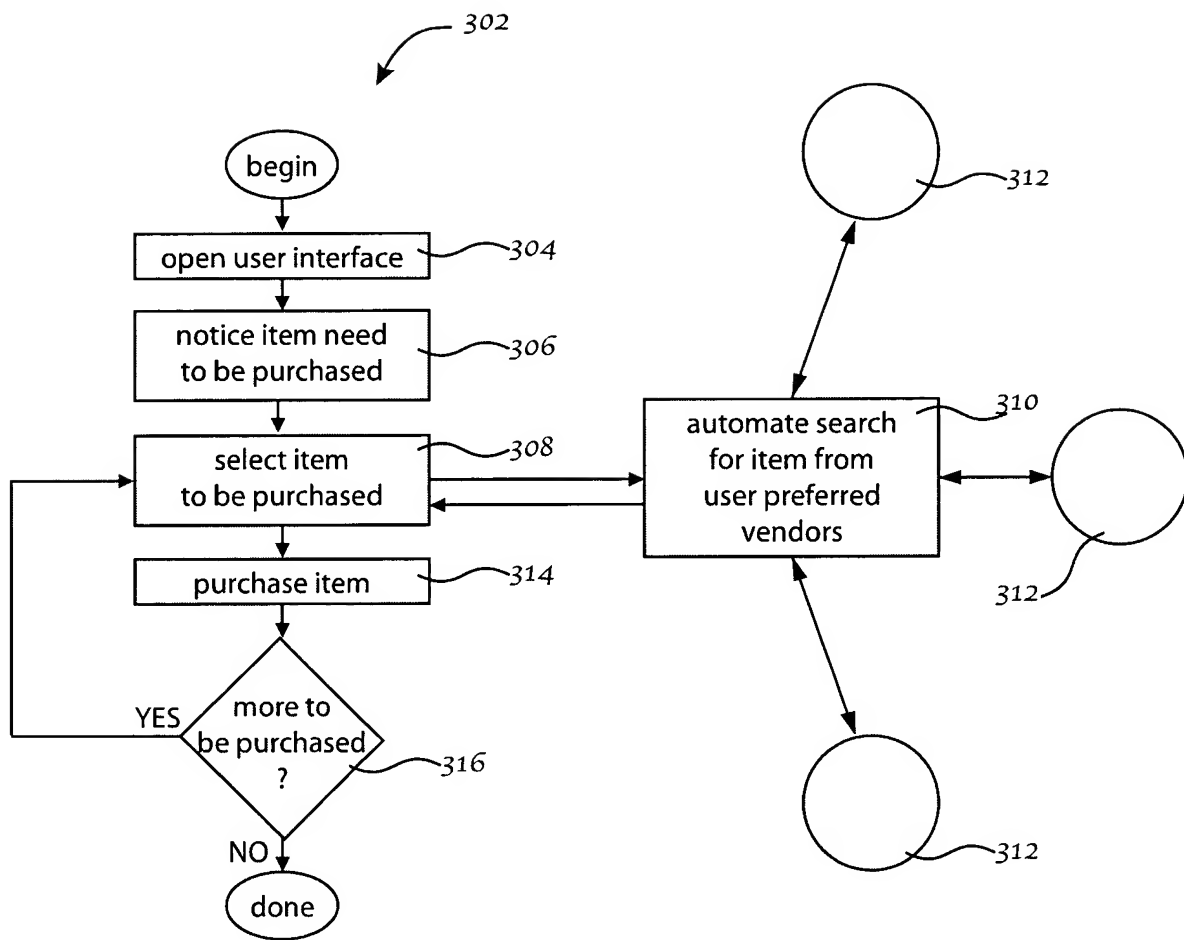 302
begin
open user interface
304
notice item need
to be purchased
306
select item
to be purchased
308
purchase item
314
more to
be purchased
?
316
YES
NO
done
automate search
for item from
user preferred
vendors
310
312
312
312